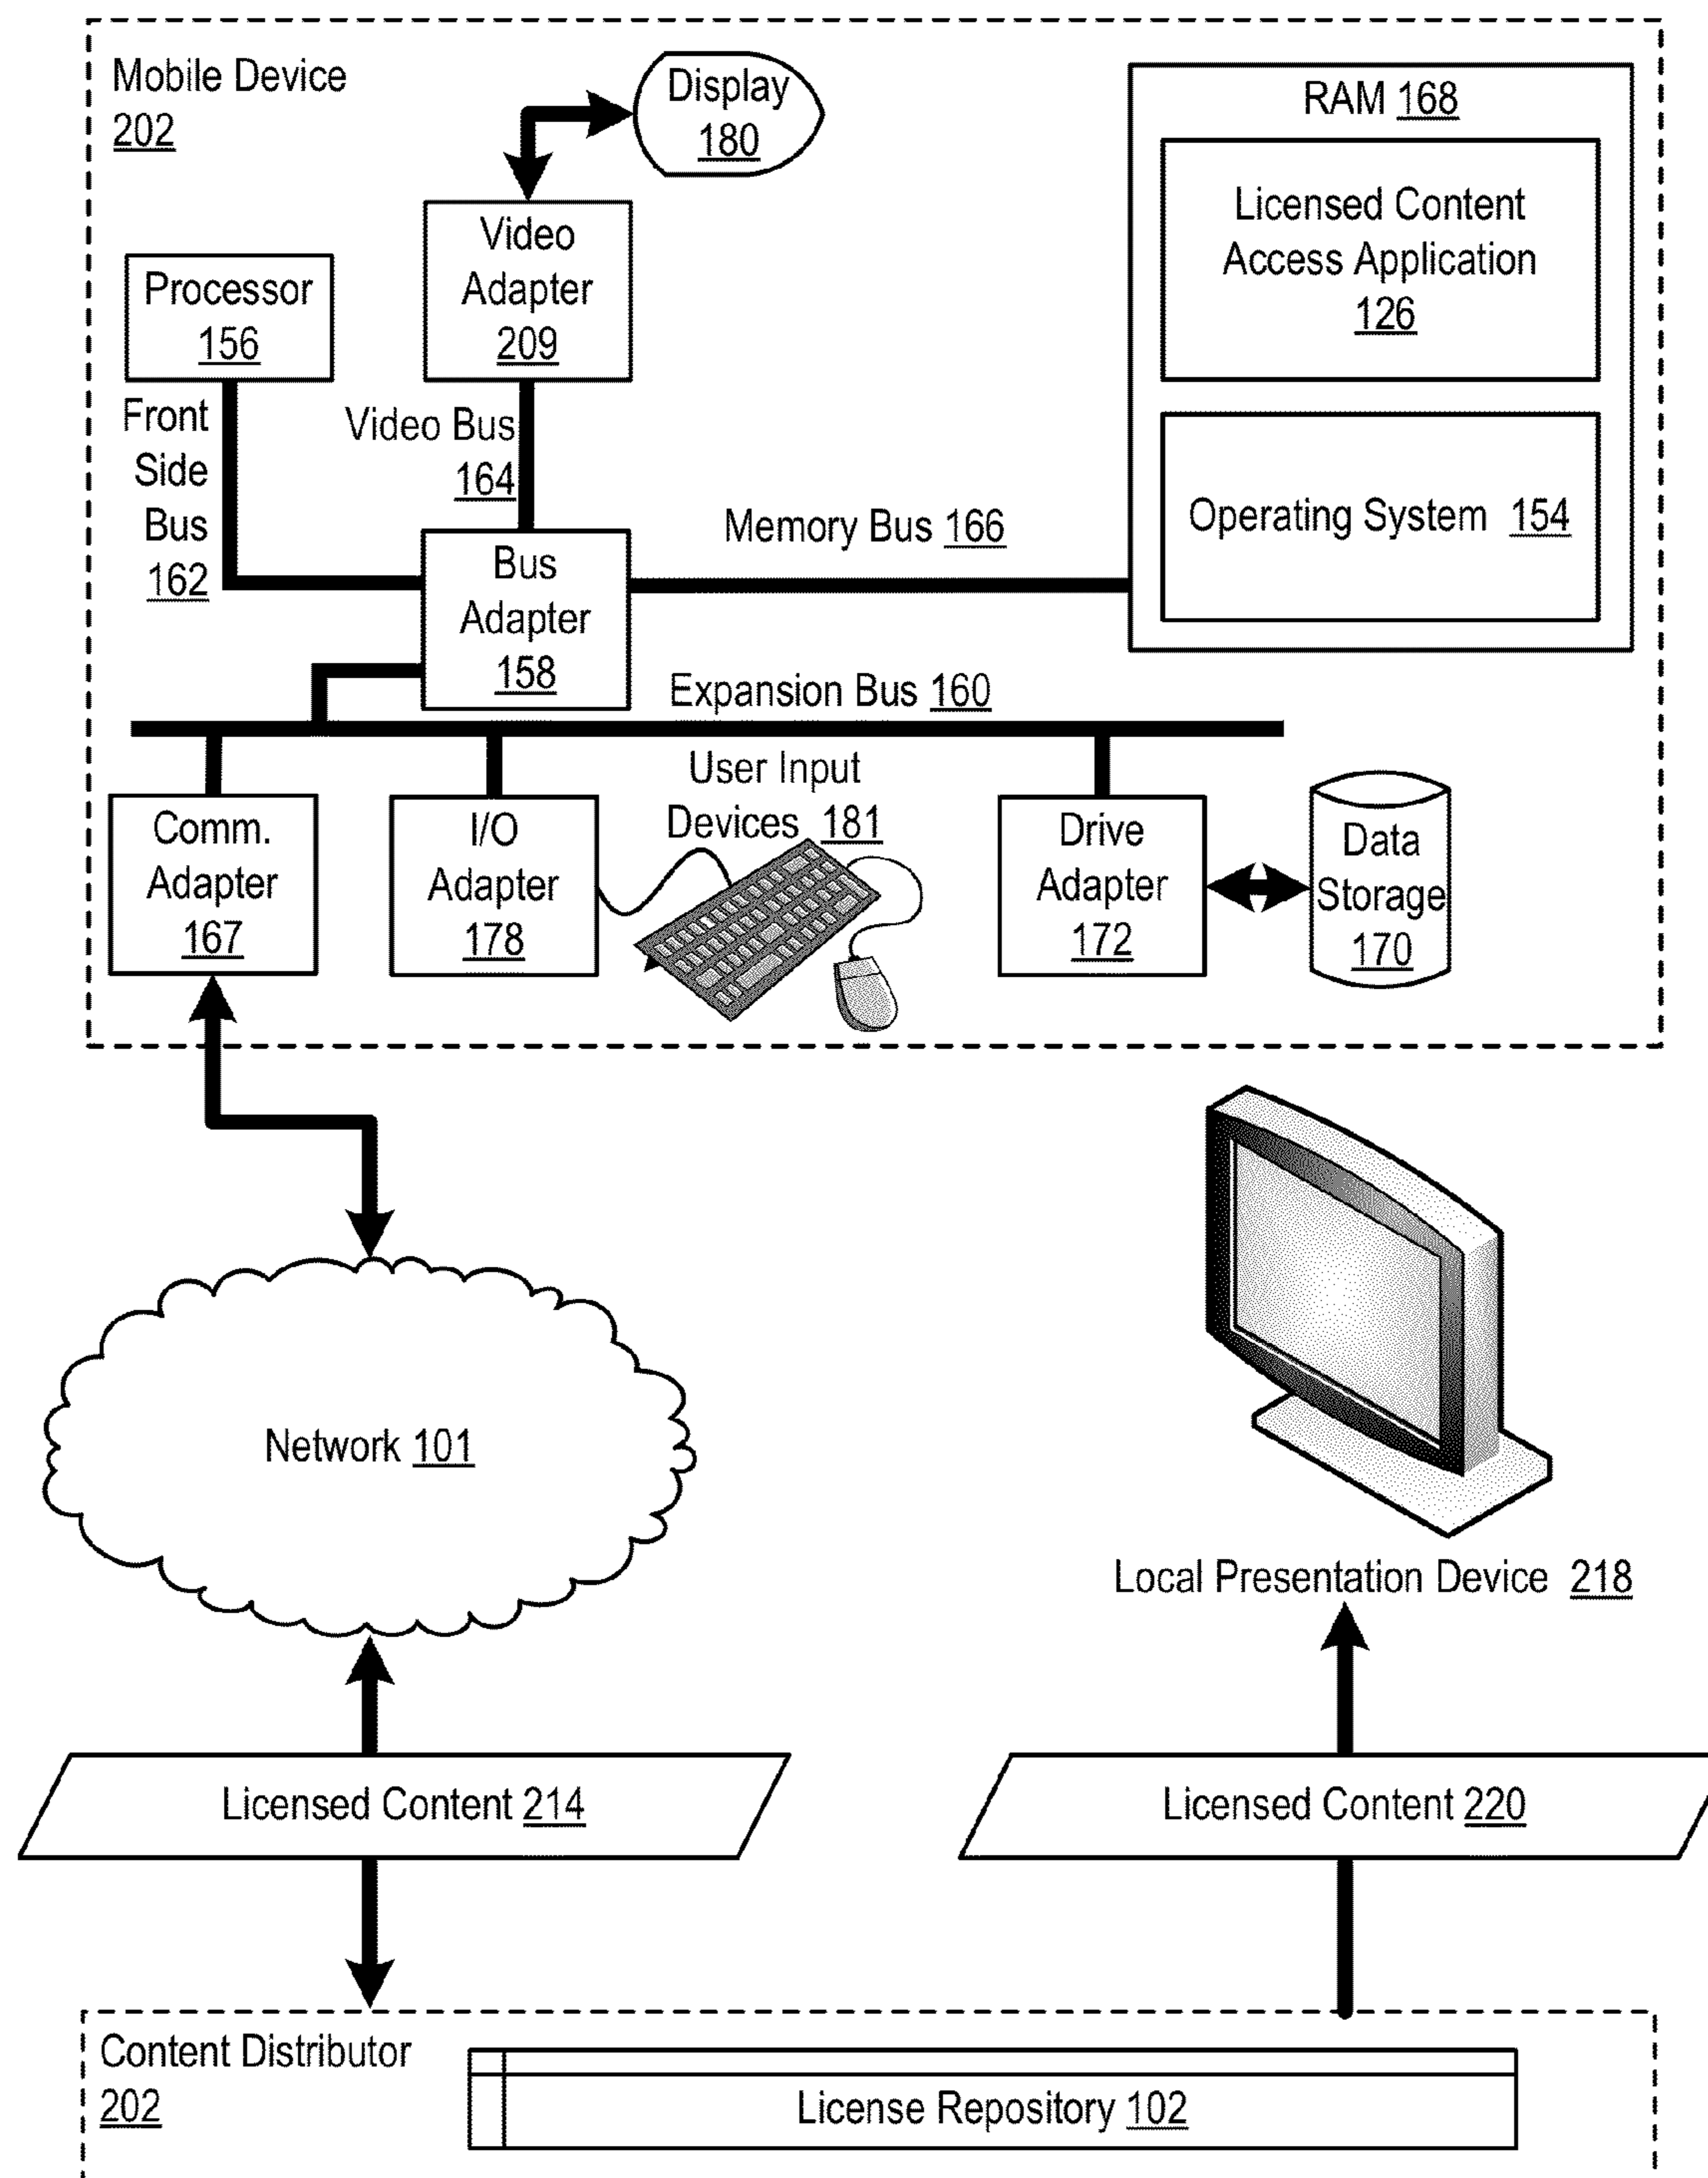 Mobile Device
202
Display
180
RAM 168
Licensed Content
Access Application
126
Operating System 154
Video
Adapter
209
Processor
156
Front
Side
Bus
162
Video Bus
164
Memory Bus 166
Bus
Adapter
158
Expansion Bus 160
Comm.
Adapter
167
I/O
Adapter
178
User Input
Devices 181
Drive
Adapter
172
Data
Storage
170
Network 101
Local Presentation Device 218
Licensed Content 214
Licensed Content 220
Content Distributor
202
License Repository 102